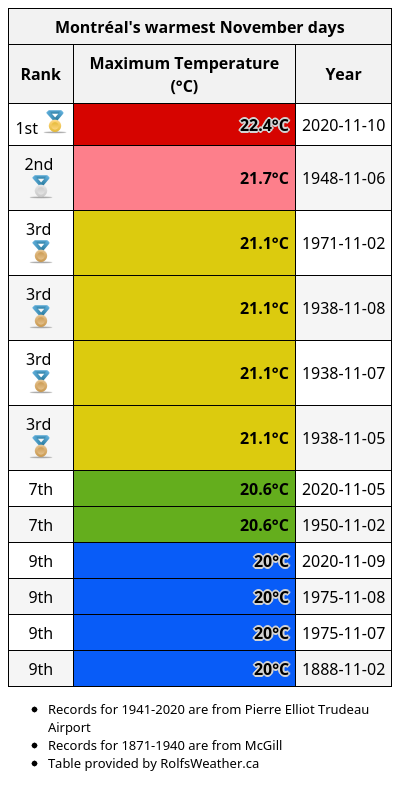 Montréal's warmest November days
Rank
Maximum Temperature
(°C)
Year
1st 22.4°C 2020-11-10
2nd 21.7°C 1948-11-06
3rd 21.1°C 1971-11-02
3rd 21.1°C 1938-11-08
3rd 21.1°C 1938-11-07
3rd 21.1°C 1938-11-05
7th 20.6°C 2020-11-05
7th 20.6°C 1950-11-02
9th 20°C 2020-11-09
9th 20°C 1975-11-08
9th 20°C 1975-11-07
9th 20°C 1888-11-02
• Records for 1941-2020 are from Pierre Elliot Trudeau
Airport
• Records for 1871-1940 are from McGill
• Table provided by RolfsWeather.ca